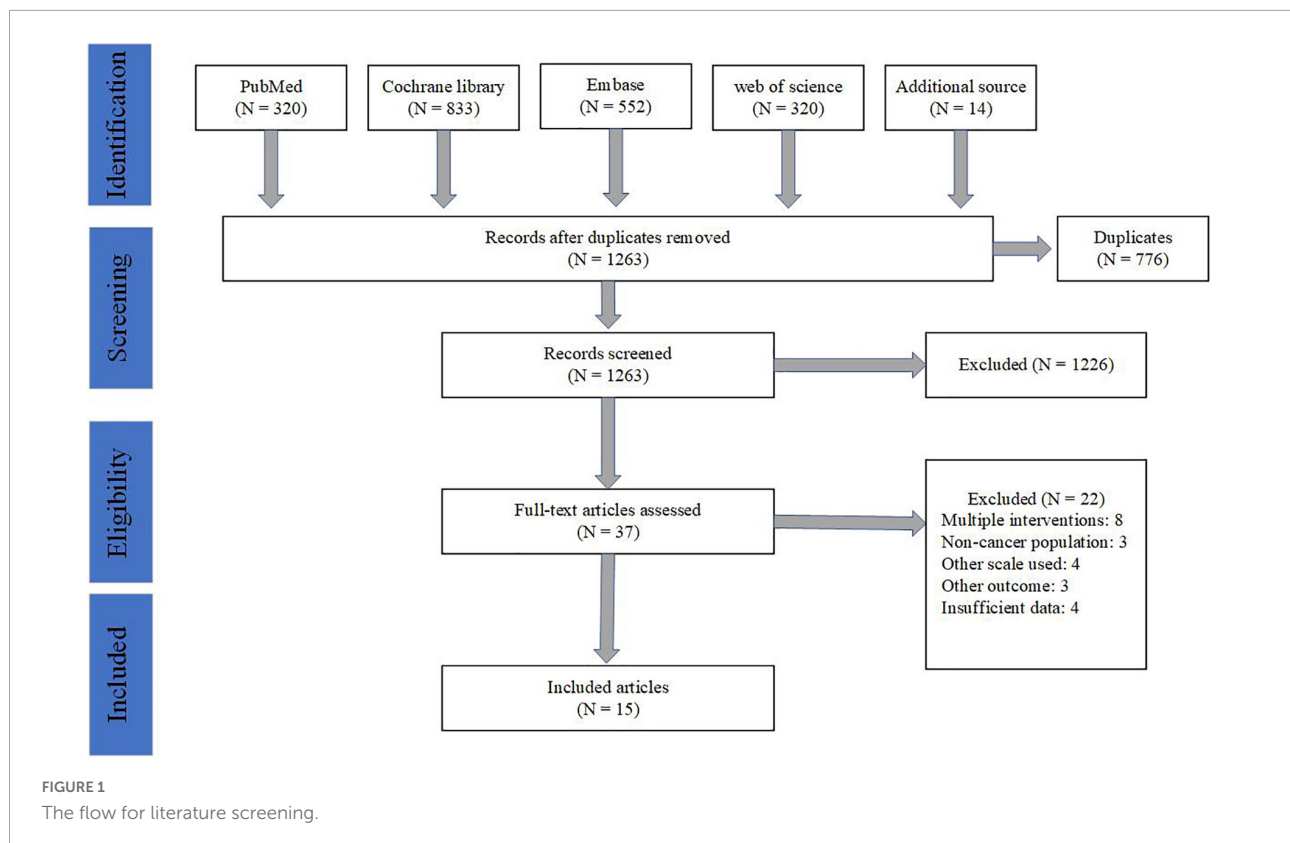 Identification
PubMed
(N = 320)
Cochrane library
(N = 833)
Embase
(N = 552)
web of science
(N = 320)
Additional source
(N = 14)
Screening
Records after duplicates removed
(N = 1263)
Duplicates
(N = 776)
Records screened
(N = 1263)
Excluded (N = 1226)
Eligibility
Full-text articles assessed
(N = 37)
Excluded (N = 22)
Multiple interventions: 8
Non-cancer population: 3
Other scale used: 4
Other outcome: 3
Insufficient data: 4
Included
Included articles
(N = 15)
FIGURE 1
The flow for literature screening.